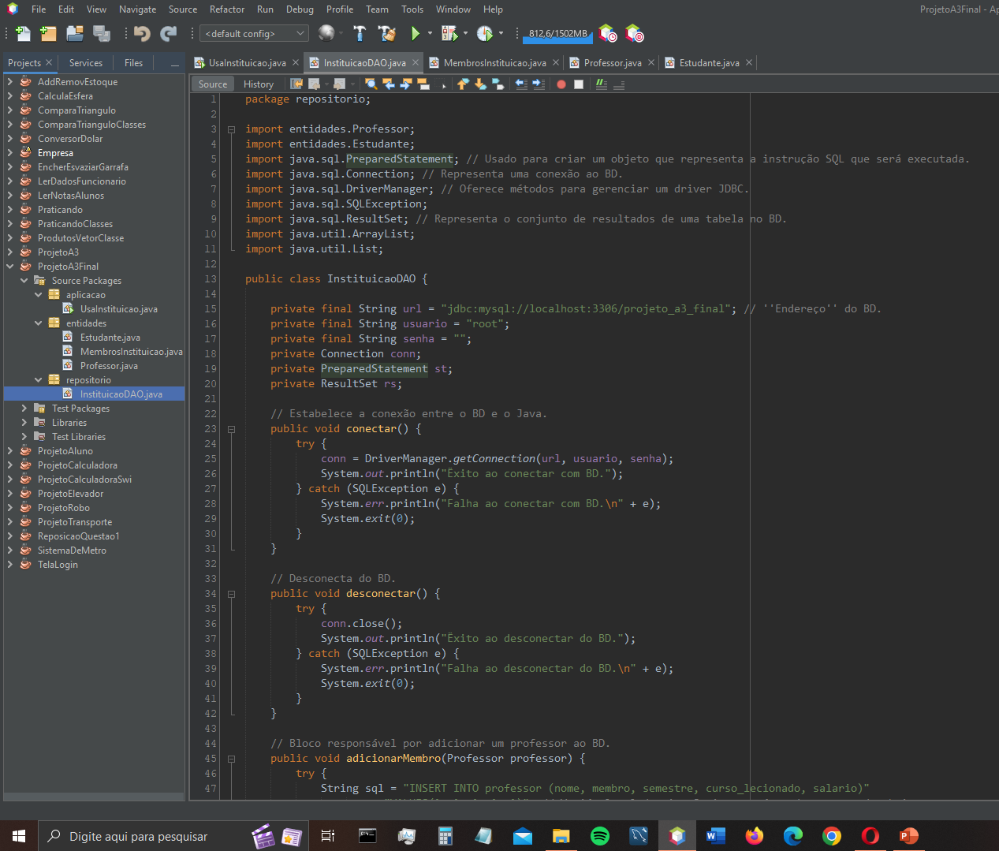 File Edit View Navigate Source Refactor Run Debug Profile Team Tools Window Help
ProjetoA3Final - Ap
<default config>
812,6/1502MB
Projects Services Files
UsaInstituicao.java InstituicaoDAO.java MembrosInstituicao.java Professor.java Estudante.java
Source History
AddRemovEstoque
CalculaEsfera
ComparaTriangulo
ComparaTrianguloClasses
ConversorDolar
Empresa
EncherEsvaziarGarrafa
LerDadosFuncionario
LerNotasAlunos
Praticando
PraticandoClasses
ProdutosVetorClasse
ProjetoA3
ProjetoA3Final
Source Packages
aplicacao
UsaInstituicao.java
entidades
Estudante.java
MembrosInstituicao.java
Professor.java
repositorio
InstituicaoDAO.java
Test Packages
Libraries
Test Libraries
ProjetoAluno
ProjetoCalculadora
ProjetoCalculadoraSwi
ProjetoElevador
ProjetoRobo
ProjetoTransporte
ReposicaoQuestao1
SistemaDeMetro
TelaLogin
1 package repositorio;
2
3 import entidades.Professor;
4 import entidades.Estudante;
5 import java.sql.PreparedStatement; // Usado para criar um objeto que representa a instrução SQL que será executada.
6 import java.sql.Connection; // Representa uma conexão ao BD.
7 import java.sql.DriverManager; // Oferece métodos para gerenciar um driver JDBC.
8 import java.sql.SQLException;
9 import java.sql.ResultSet; // Representa o conjunto de resultados de uma tabela no BD.
10 import java.util.ArrayList;
11 import java.util.List;
12
13 public class InstituicaoDAO {
14
15 private final String url = "jdbc:mysql://localhost:3306/projeto_a3_final"; // ''Endereço'' do BD.
16 private final String usuario = "root";
17 private final String senha = "";
18 private Connection conn;
19 private PreparedStatement st;
20 private ResultSet rs;
21
22 // Estabelece a conexão entre o BD e o Java.
23 public void conectar() {
24 try {
25 conn = DriverManager.getConnection(url, usuario, senha);
26 System.out.println("Êxito ao conectar com BD.");
27 } catch (SQLException e) {
28 System.err.println("Falha ao conectar com BD.\n" + e);
29 System.exit(0);
30 }
31 }
32
33 // Desconecta do BD.
34 public void desconectar() {
35 try {
36 conn.close();
37 System.out.println("Êxito ao desconectar do BD.");
38 } catch (SQLException e) {
39 System.err.println("Falha ao desconectar do BD.\n" + e);
40 System.exit(0);
41 }
42 }
43
44 // Bloco responsável por adicionar um professor ao BD.
45 public void adicionarMembro(Professor professor) {
46 try {
47 String sql = "INSERT INTO professor (nome, membro, semestre, curso_lecionado, salario)"
Digite aqui para pesquisar